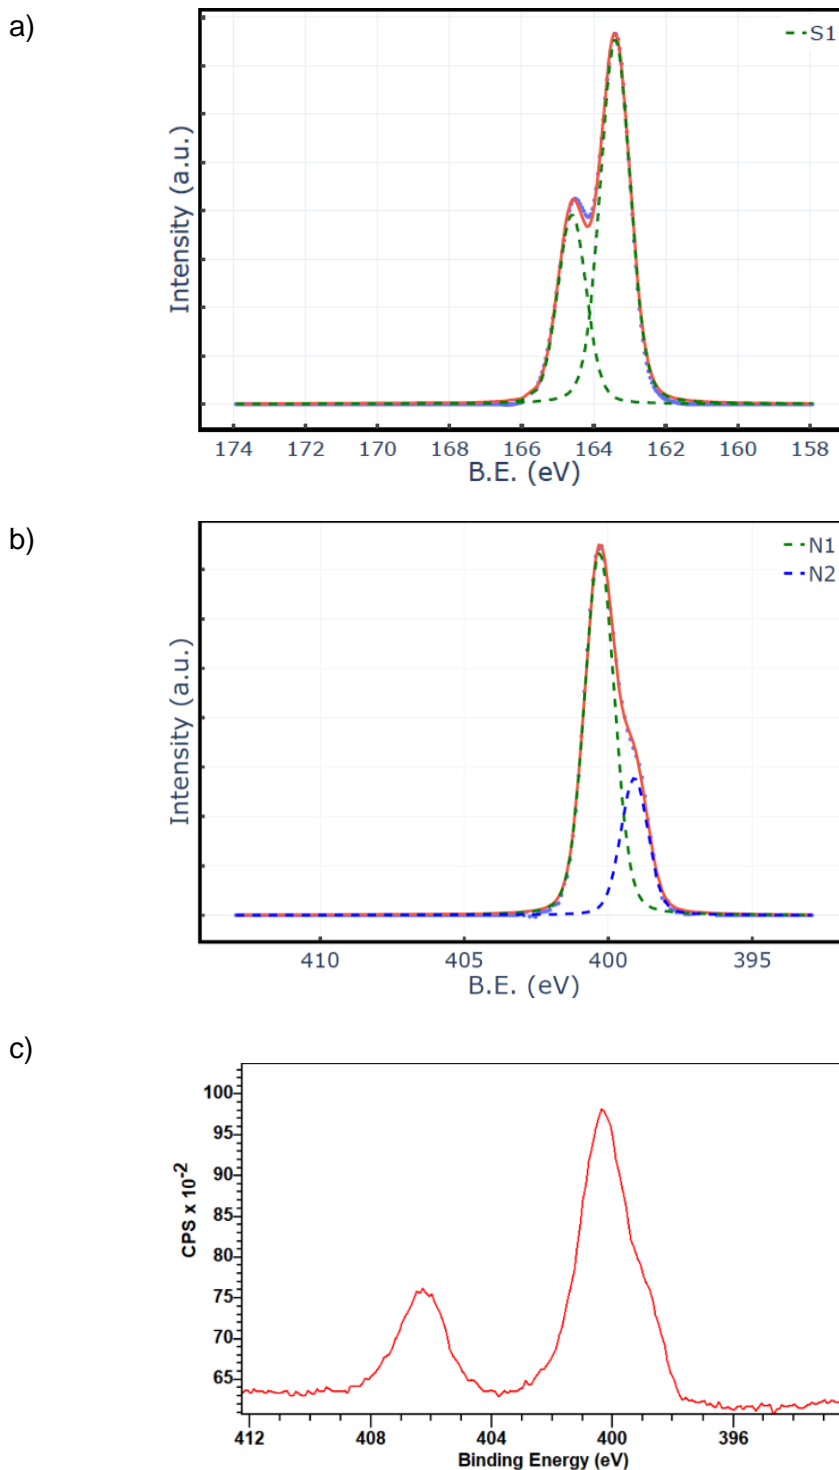 a)
S1
Intensity (a.u.)
174 172 170 168 166 164 162 160 158
B.E. (eV)
b)
N1
N2
Intensity (a.u.)
410 405 400 395
B.E. (eV)
c)
100
95
90
85
80
75
70
65
CPS x 10-2
412 408 404 400 396
Binding Energy (eV)